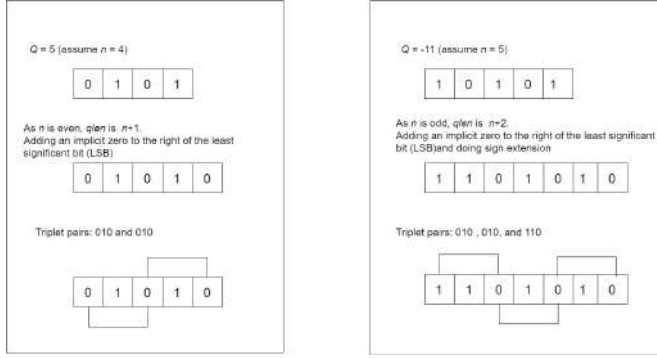 Q = 5 (assume n = 4)
0 1 0 1
As n is even, qlen is n+1.
Adding an implicit zero to the right of the least
significant bit (LSB)
0 1 0 1 0
Triplet pairs: 010 and 010
0 1 0 1 0
Q = -11 (assume n = 5)
1 0 1 0 1
As n is odd, qlen is n+2.
Adding an implicit zero to the right of the least significant
bit (LSB)and doing sign extension
1 1 0 1 0 1 0
Triplet pairs: 010 , 010, and 110
1 1 0 1 0 1 0